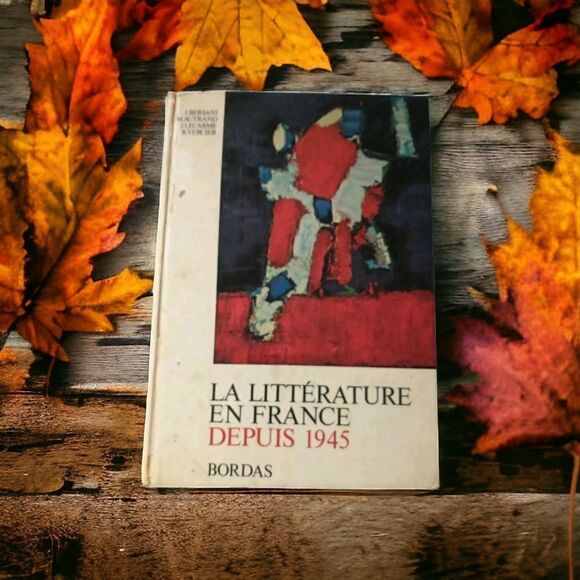 J. BERSANI
M. AUTRAND
J. LECARME
B. VERCIER
LA LITTÉRATURE
EN FRANCE
DEPUIS 1945
BORDAS